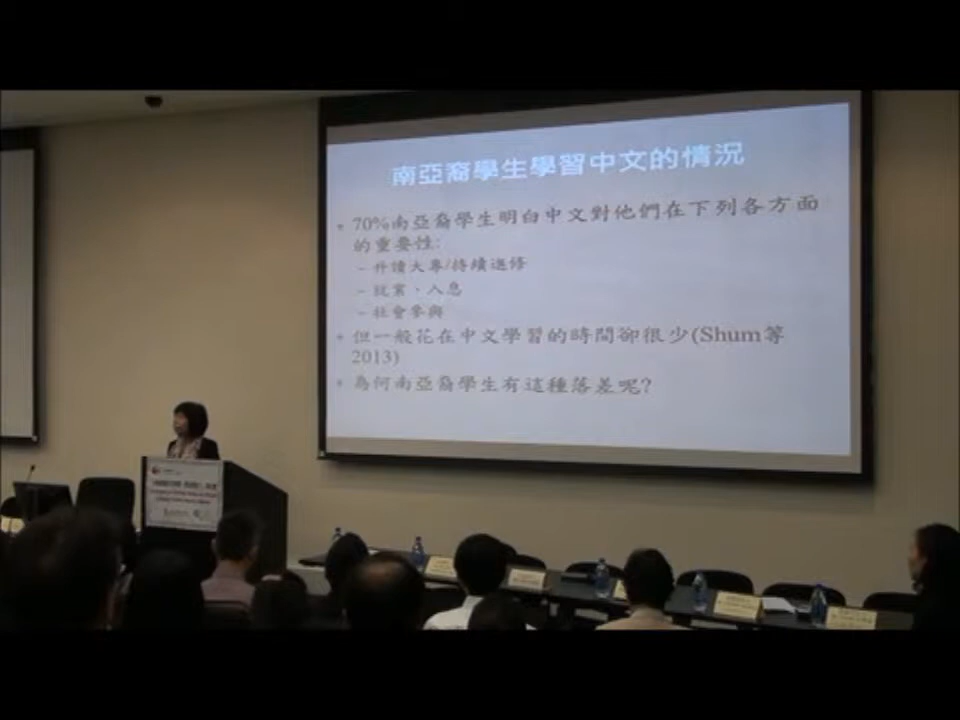 南亞裔學生學習中文的情況
• 70%南亞裔學生明白中文對他們在下列各方面
的重要性:
– 升讀大專/持續進修
– 就業、入息
– 社會參與
• 但一般花在中文學習的時間卻很少(Shum等
2013)
• 為何南亞裔學生有這種落差呢?